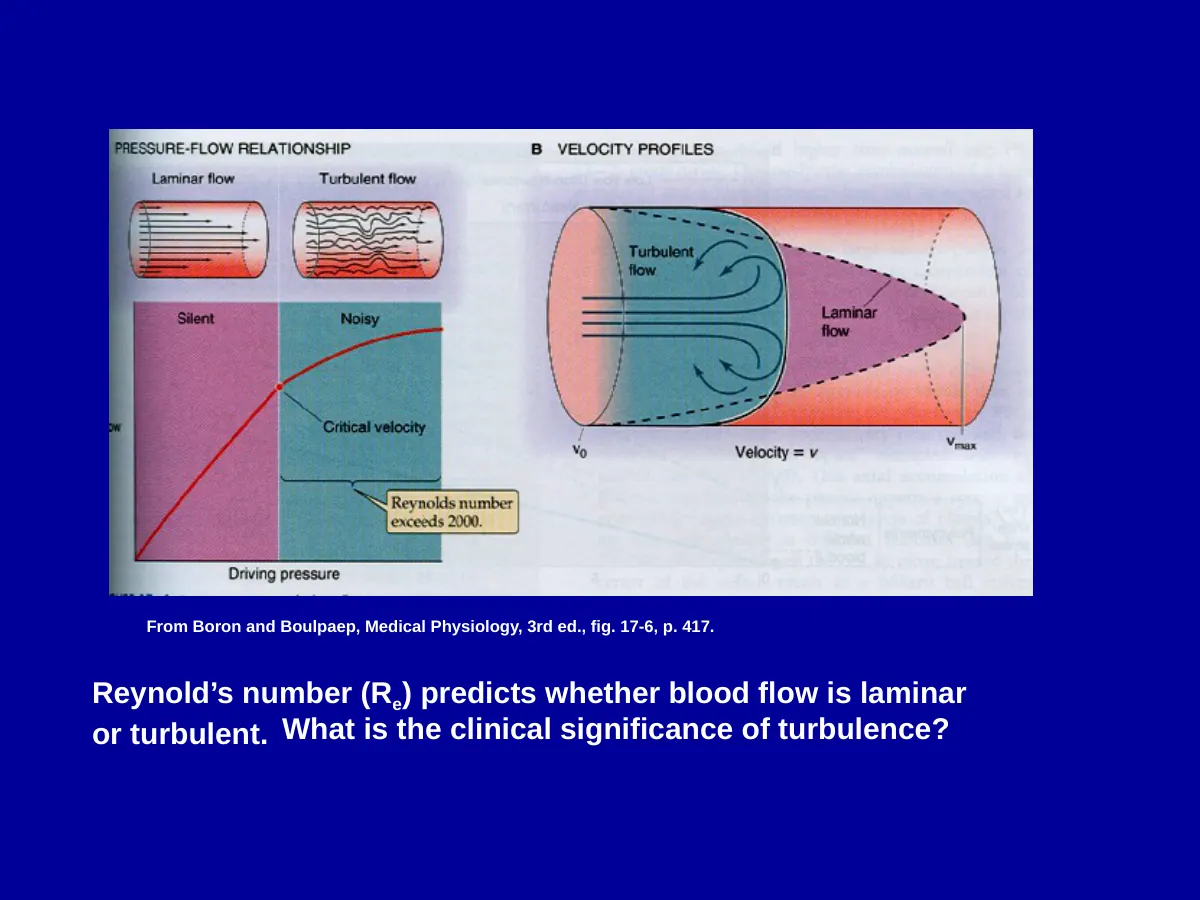 PRESSURE-FLOW RELATIONSHIP
Laminar flow
Turbulent flow
Silent
Noisy
Critical velocity
Reynolds number
exceeds 2000.
Driving pressure
B VELOCITY PROFILES
Turbulent
flow
Laminar
flow
v0
Velocity = v
vmax
From Boron and Boulpaep, Medical Physiology, 3rd ed., fig. 17-6, p. 417.
Reynold’s number (Re) predicts whether blood flow is laminar
or turbulent. What is the clinical significance of turbulence?